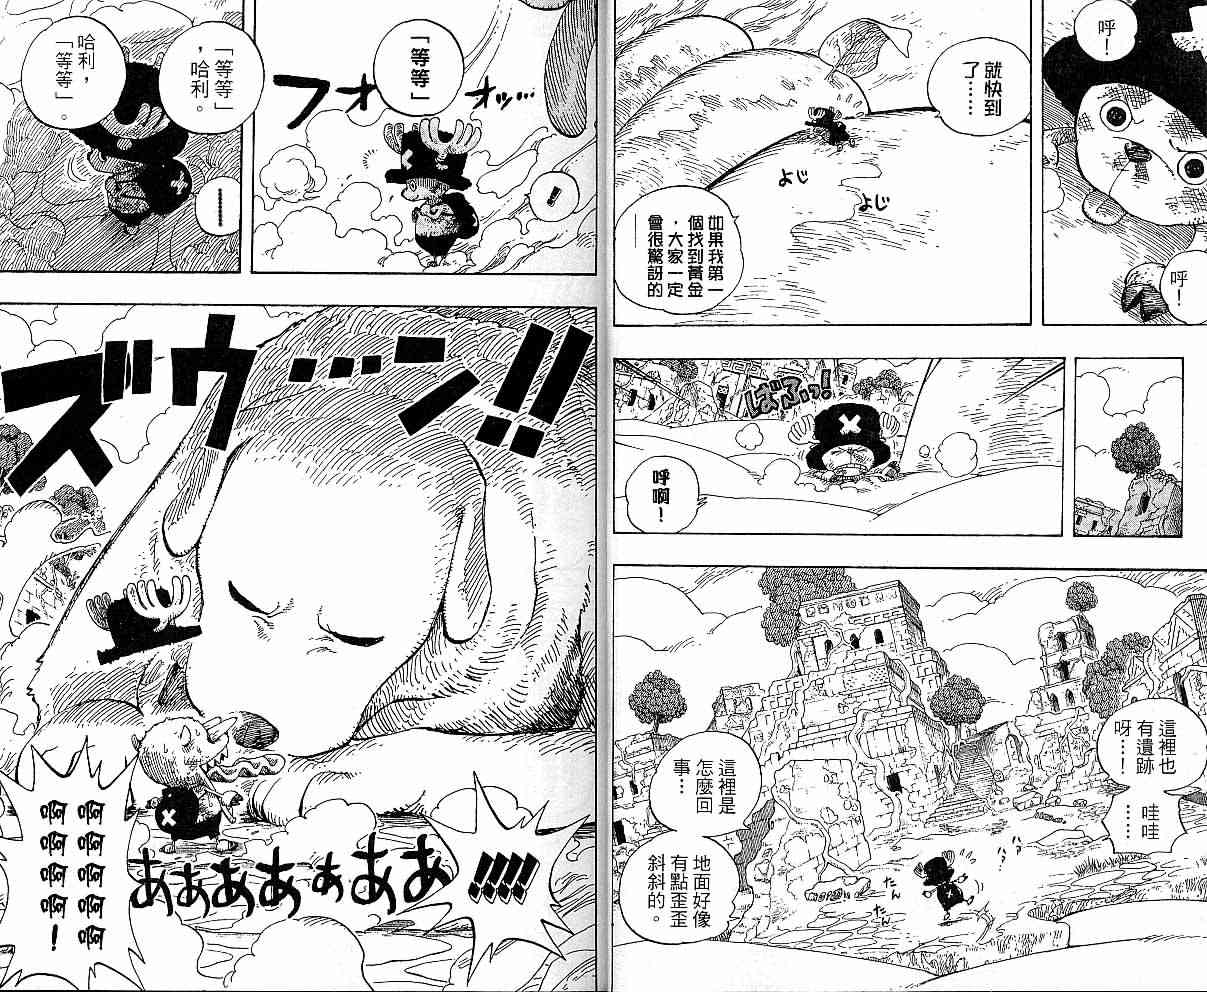 呼！
呼！
就快到
了……
よじ
よじ
如果我第一
個找到黃金
，大家一定
會很驚訝的
──
ばふっ！
呼啊！
這裡也
有遺跡
呀……！
……哇哇
這裡是
怎麼回
事…
地面好像
有點歪歪
斜斜的。
たん
たん
オッ…
フオ
「等等」
！
「等等」
，哈利。
哈利，
「等等」。
──
ズウ…ン!!
!!!!!
あああああああ
啊啊啊啊啊
啊啊啊啊！